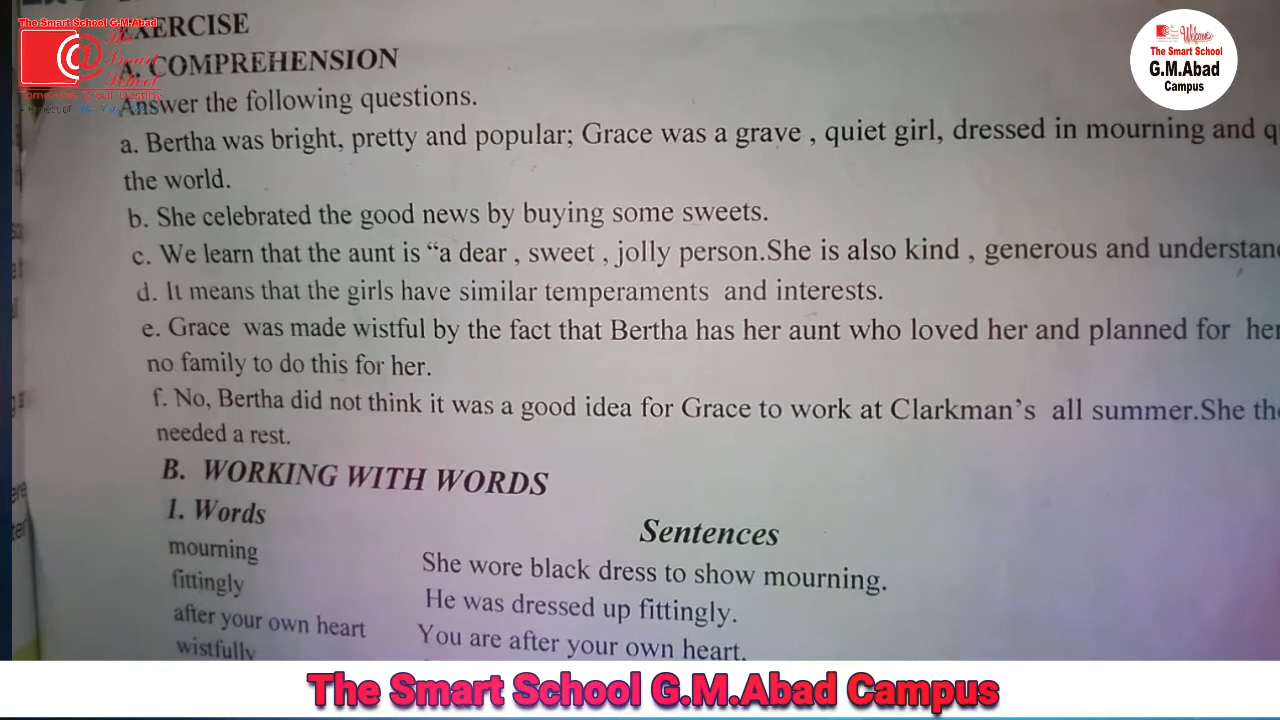 The Smart School G.M.Abad
The
Smart
School
Welcome
The Smart School
G.M.Abad
Campus
EXERCISE
A. COMPREHENSION
Answer the following questions.
a. Bertha was bright, pretty and popular; Grace was a grave , quiet girl, dressed in mourning and q
the world.
b. She celebrated the good news by buying some sweets.
c. We learn that the aunt is “a dear , sweet , jolly person.She is also kind , generous and understan
d. It means that the girls have similar temperaments and interests.
e. Grace was made wistful by the fact that Bertha has her aunt who loved her and planned for her
no family to do this for her.
f. No, Bertha did not think it was a good idea for Grace to work at Clarkman’s all summer.She the
needed a rest.
B. WORKING WITH WORDS
1. Words
Sentences
mourning
She wore black dress to show mourning.
fittingly
He was dressed up fittingly.
after your own heart
You are after your own heart.
wistfully
The Smart School G.M.Abad Campus